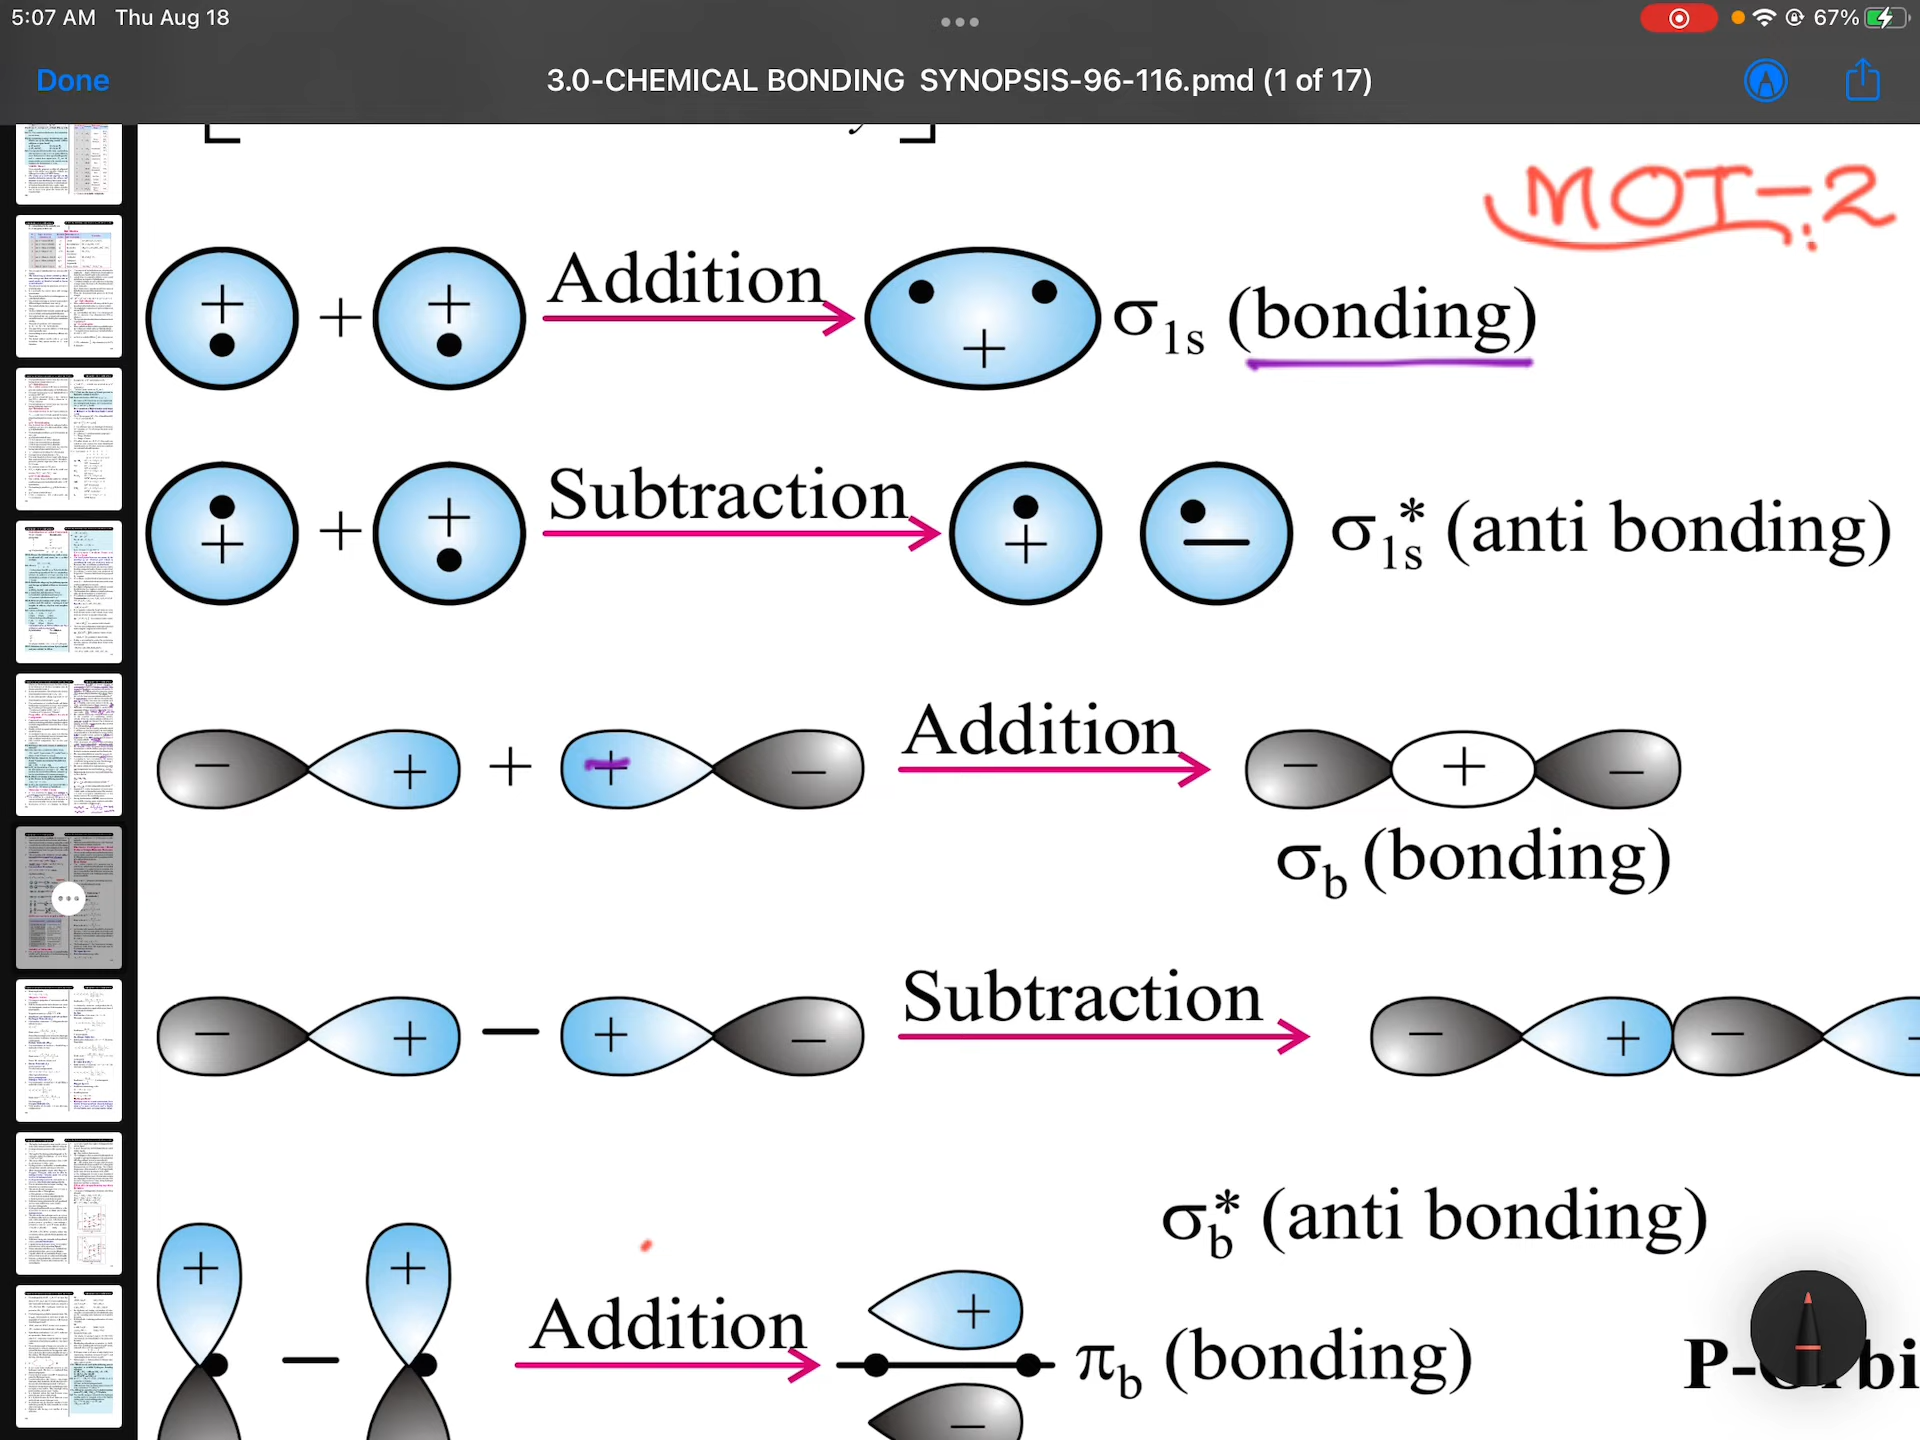 5:07 AM Thu Aug 18
67%
Done
3.0-CHEMICAL BONDING SYNOPSIS-96-116.pmd (1 of 17)
MOT-2
+ + + Addition + σ1s (bonding)
+ + + Subtraction + − σ*1s (anti bonding)
− + + + − Addition − + −
σb (bonding)
− + − + − Subtraction − + −
σ*b (anti bonding)
+ − + Addition + πb (bonding)
−